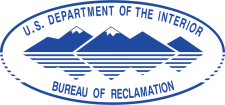 U.S. DEPARTMENT OF THE INTERIOR
BUREAU OF RECLAMATION